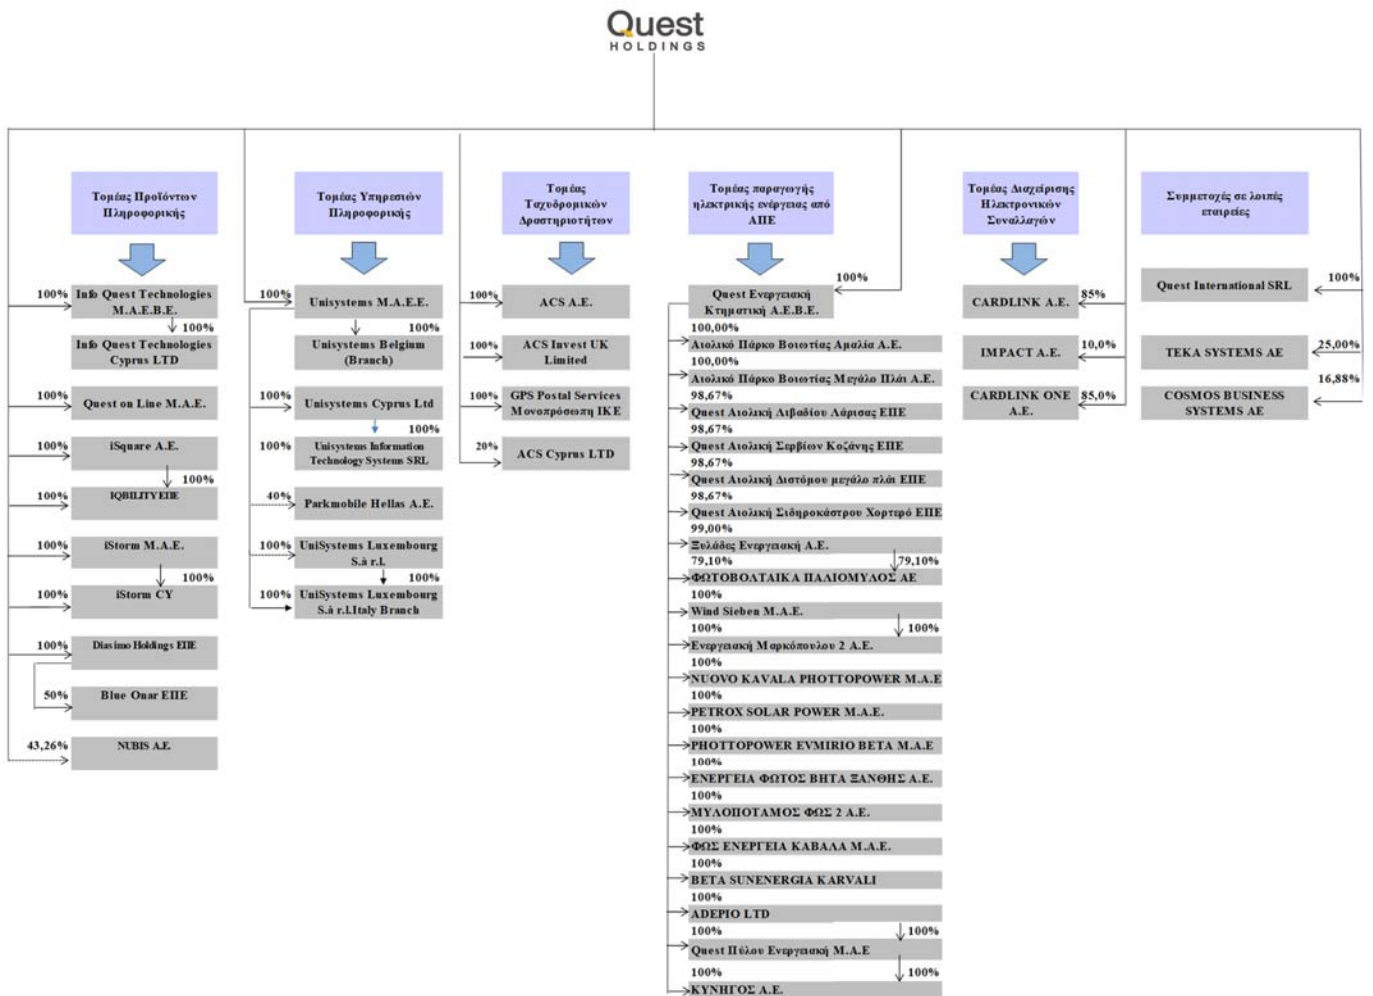 Quest
HOLDINGS
Τομέας Προϊόντων
Πληροφορικής
100%
Info Quest Technologies
Μ.Α.Ε.Β.Ε.
100%
Info Quest Technologies
Cyprus LTD
100%
Quest on Line Μ.Α.Ε.
100%
iSquare Α.Ε.
100%
100%
IQBILITY ΕΠΕ
100%
iStorm Μ.Α.Ε.
100%
100%
iStorm CY
100%
Diasimo Holdings ΕΠΕ
50%
Blue Onar ΕΠΕ
43,26%
NUBIS Α.Ε.
Τομέας Υπηρεσιών
Πληροφορικής
100%
Unisystems Μ.Α.Ε.Ε.
100%
Unisystems Belgium
(Branch)
100%
Unisystems Cyprus Ltd
100%
100%
Unisystems Information
Technology Systems SRL
40%
Parkmobile Hellas Α.Ε.
100%
UniSystems Luxembourg
S.à r.l.
100%
100%
UniSystems Luxembourg
S.à r.l.Italy Branch
Τομέας
Ταχυδρομικών
Δραστηριοτήτων
100%
ACS Α.Ε.
100%
ACS Invest UK
Limited
100%
GPS Postal Services
Μονοπρόσωπη ΙΚΕ
20%
ACS Cyprus LTD
Τομέας παραγωγής
ηλεκτρικής ενέργειας από
ΑΠΕ
100%
Quest Ενεργειακή
Κτηματική Α.Ε.Β.Ε.
100,00%
Αιολικό Πάρκο Βοιωτίας Αμαλία Α.Ε.
100,00%
Αιολικό Πάρκο Βοιωτίας Μεγάλο Πλάι Α.Ε.
98,67%
Quest Αιολική Λιβαδίου Λάρισας ΕΠΕ
98,67%
Quest Αιολική Σερβίων Κοζάνης ΕΠΕ
98,67%
Quest Αιολική Διστόμου μεγάλο πλάι ΕΠΕ
98,67%
Quest Αιολική Σιδηροκάστρου Χορτερό ΕΠΕ
99,00%
Ξυλάδες Ενεργειακή Α.Ε.
79,10%
79,10%
ΦΩΤΟΒΟΛΤΑΙΚΑ ΠΑΛΙΟΜΥΛΟΣ ΑΕ
100%
Wind Sieben Μ.Α.Ε.
100%
100%
Ενεργειακή Μαρκόπουλου 2 Α.Ε.
100%
NUOVO KAVALA PHOTTOPOWER Μ.Α.Ε
100%
PETROX SOLAR POWER Μ.Α.Ε.
100%
PHOTTOPOWER EVMIRIO BETA Μ.Α.Ε
100%
ΕΝΕΡΓΕΙΑ ΦΩΤΟΣ ΒΗΤΑ ΞΑΝΘΗΣ Α.Ε.
100%
ΜΥΛΟΠΟΤΑΜΟΣ ΦΩΣ 2 Α.Ε.
100%
ΦΩΣ ΕΝΕΡΓΕΙΑ ΚΑΒΑΛΑ Μ.Α.Ε.
100%
BETA SUNENERGIA KARVALI
100%
ADEPIO LTD
100%
100%
Quest Πύλου Ενεργειακή Μ.Α.Ε
100%
100%
ΚΥΝΗΓΟΣ Α.Ε.
Τομέας Διαχείρισης
Ηλεκτρονικών
Συναλλαγών
CARDLINK Α.Ε.
85%
IMPACT Α.Ε.
10,0%
CARDLINK ONE
Α.Ε.
85,0%
Συμμετοχές σε λοιπές
εταιρείες
Quest International SRL
100%
TEKA SYSTEMS ΑΕ
25,00%
16,88%
COSMOS BUSINESS
SYSTEMS ΑΕ